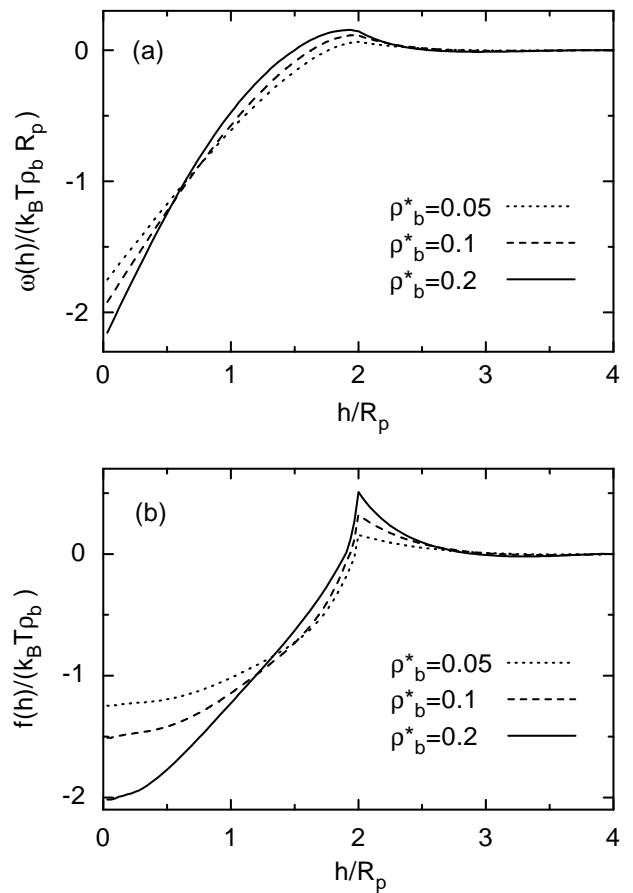 (a)
0
-1
-2
ω(h)/(k_BTρ_b R_p)
ρ*_b=0.05
ρ*_b=0.1
ρ*_b=0.2
0 1 2 3 4
h/R_p
(b)
0
-1
-2
f(h)/(k_BTρ_b)
ρ*_b=0.05
ρ*_b=0.1
ρ*_b=0.2
0 1 2 3 4
h/R_p